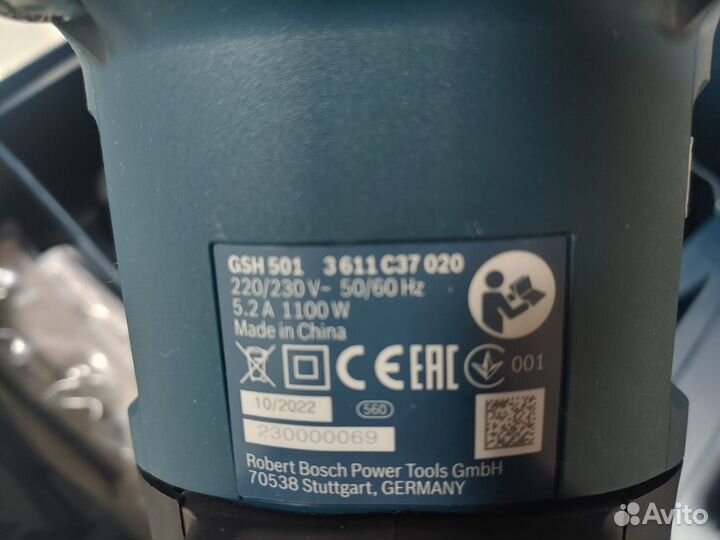 GSH 501 3 611 C37 020
220/230 V~ 50/60 Hz
5.2 A 1100 W
Made in China
CE EAC 001
10/2022 560
230000069
Robert Bosch Power Tools GmbH
70538 Stuttgart, GERMANY
Avito